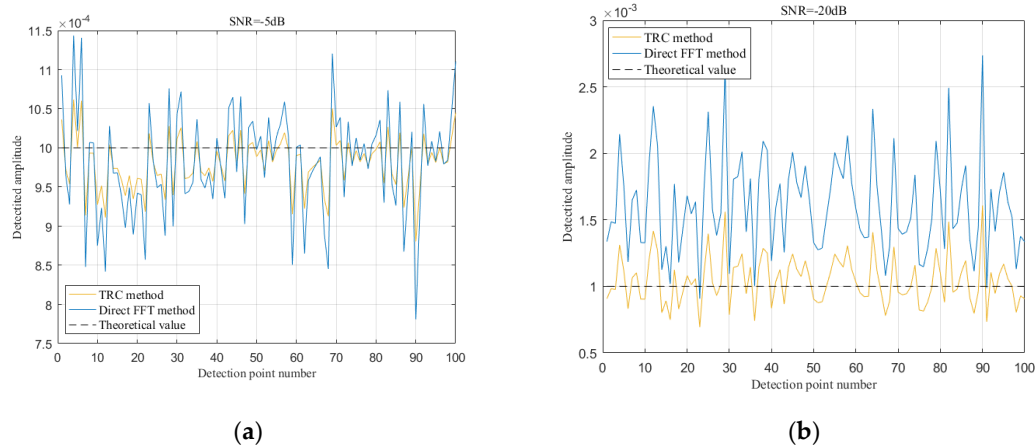 SNR=-5dB
×10⁻⁴
11.5
11
10.5
10
9.5
9
8.5
8
7.5
0 10 20 30 40 50 60 70 80 90 100
Detected amplitude
Detection point number
TRC method
Direct FFT method
Theoretical value
(a)
SNR=-20dB
×10⁻³
3
2.5
2
1.5
1
0.5
0 10 20 30 40 50 60 70 80 90 100
Detectited amplitude
Detection point number
TRC method
Direct FFT method
Theoretical value
(b)